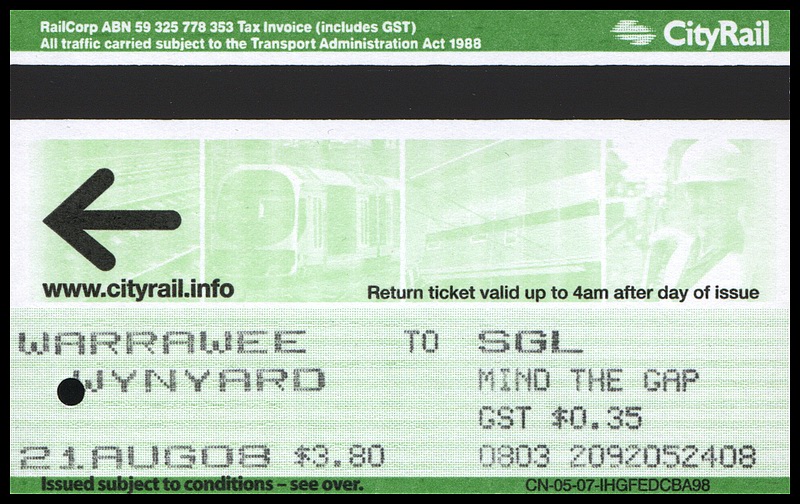 RailCorp ABN 59 325 778 353 Tax Invoice (includes GST)
All traffic carried subject to the Transport Administration Act 1988
CityRail
www.cityrail.info
Return ticket valid up to 4am after day of issue
WARRAWEE TO SGL
WYNYARD MIND THE GAP
GST $0.35
21AUG08 $3.80 0803 2092052408
Issued subject to conditions – see over.
CN-05-07-IHGFEDCBA98